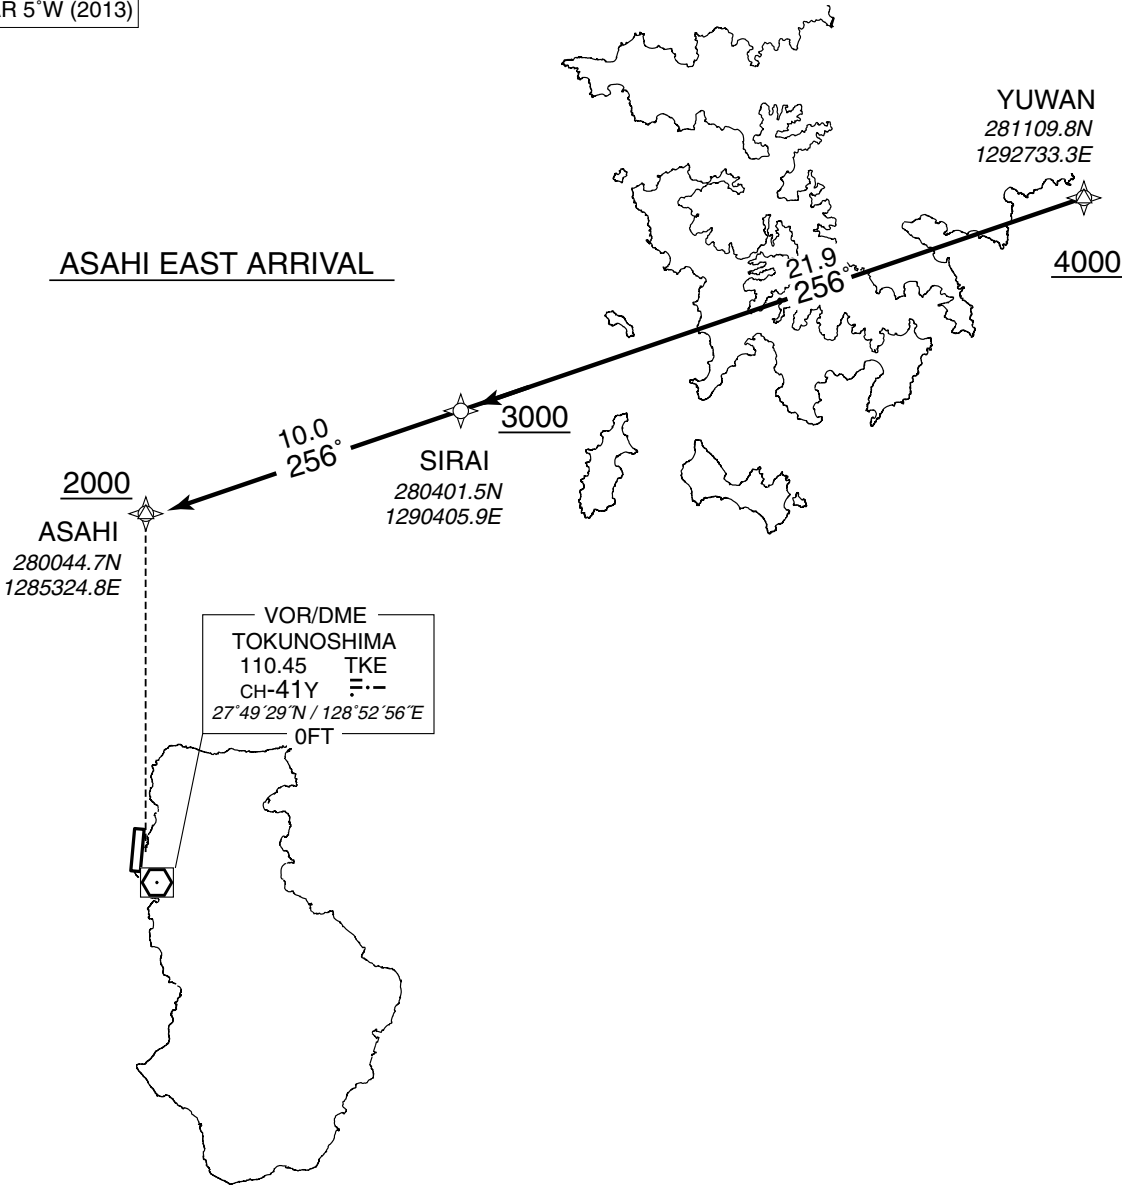 R 5˚W (2013)
YUWAN
281109.8N
1292733.3E
4000
ASAHI EAST ARRIVAL
21.9
256˚
3000
10.0
256˚
SIRAI
280401.5N
1290405.9E
2000
ASAHI
280044.7N
1285324.8E
VOR/DME
TOKUNOSHIMA
110.45 TKE
CH-41Y
27˚49´29˝N / 128˚52´56˝E
0FT